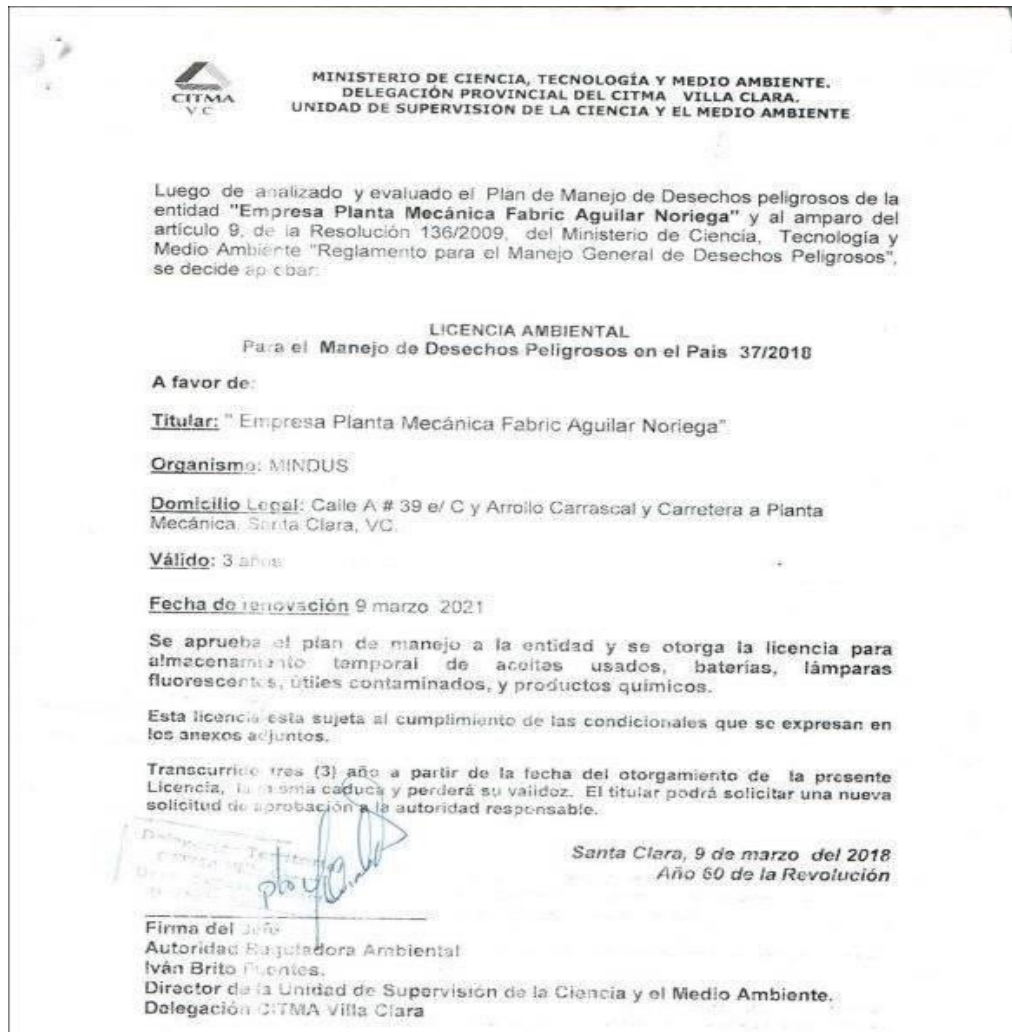 CITMA
V.C
MINISTERIO DE CIENCIA, TECNOLOGÍA Y MEDIO AMBIENTE.
DELEGACIÓN PROVINCIAL DEL CITMA VILLA CLARA.
UNIDAD DE SUPERVISION DE LA CIENCIA Y EL MEDIO AMBIENTE
Luego de analizado y evaluado el Plan de Manejo de Desechos peligrosos de la
entidad "Empresa Planta Mecánica Fabric Aguilar Noriega" y al amparo del
artículo 9, de la Resolución 136/2009, del Ministerio de Ciencia, Tecnología y
Medio Ambiente "Reglamento para el Manejo General de Desechos Peligrosos",
se decide aprobar:
LICENCIA AMBIENTAL
Para el Manejo de Desechos Peligrosos en el País 37/2018
A favor de:
Titular: " Empresa Planta Mecánica Fabric Aguilar Noriega"
Organismo: MINDUS
Domicilio Legal: Calle A # 39 e/ C y Arrollo Carrascal y Carretera a Planta
Mecánica, Santa Clara, VC.
Válido: 3 años
Fecha de renovación 9 marzo 2021
Se aprueba el plan de manejo a la entidad y se otorga la licencia para
almacenamiento temporal de aceites usados, baterías, lámparas
fluorescentes, útiles contaminados, y productos químicos.
Esta licencia esta sujeta al cumplimiento de las condicionales que se expresan en
los anexos adjuntos.
Transcurrido tres (3) año a partir de la fecha del otorgamiento de la presente
Licencia, la misma caduca y perderá su validez. El titular podrá solicitar una nueva
solicitud de aprobación a la autoridad responsable.
Santa Clara, 9 de marzo del 2018
Año 60 de la Revolución
Firma del Jefe
Autoridad Reguladora Ambiental
Iván Brito Fuentes.
Director de la Unidad de Supervisión de la Ciencia y el Medio Ambiente.
Delegación CITMA Villa Clara